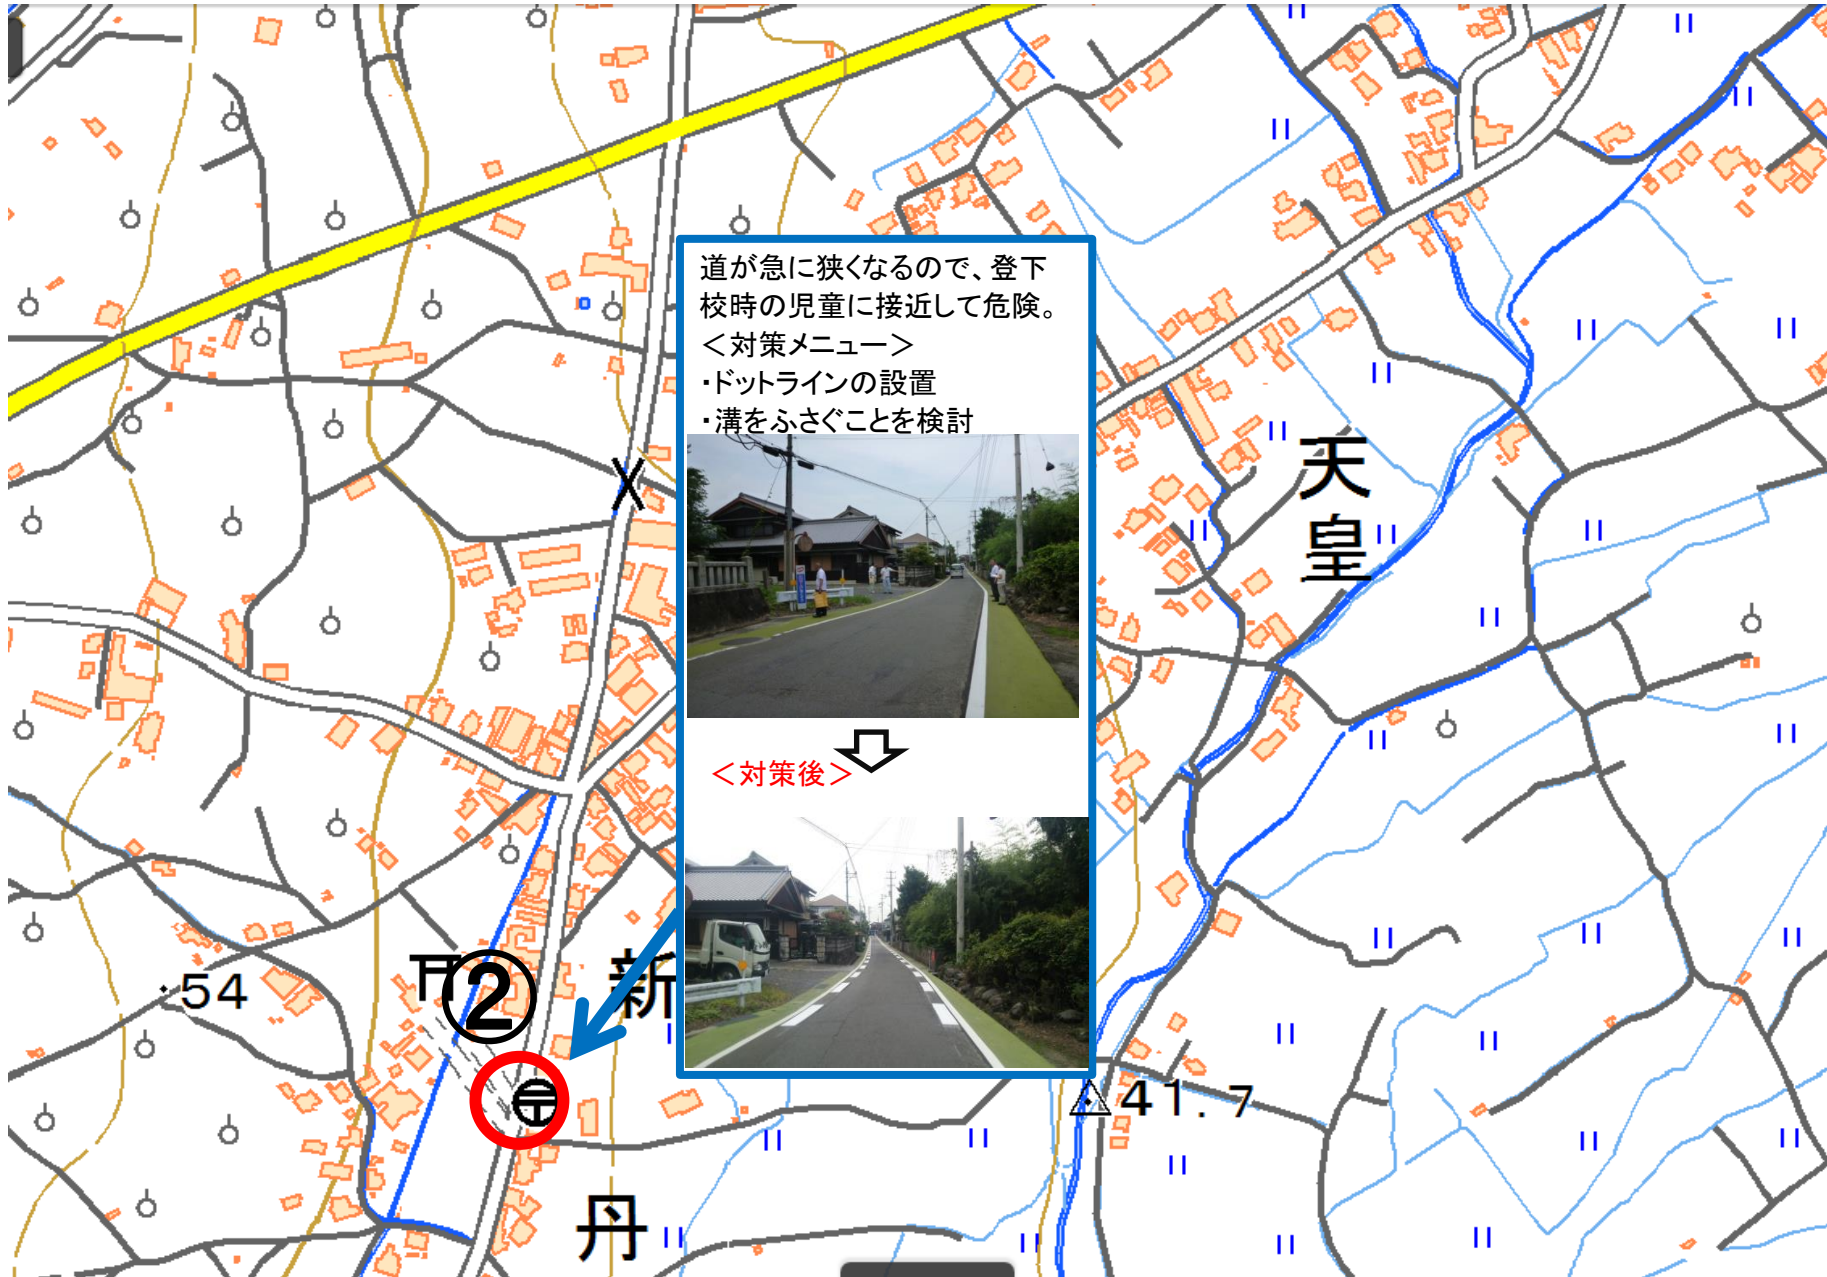 道が急に狭くなるので、登下
校時の児童に接近して危険。
＜対策メニュー＞
・ドットラインの設置
・溝をふさぐことを検討
＜対策後＞
天
皇
新
丹
②
・54
41.7